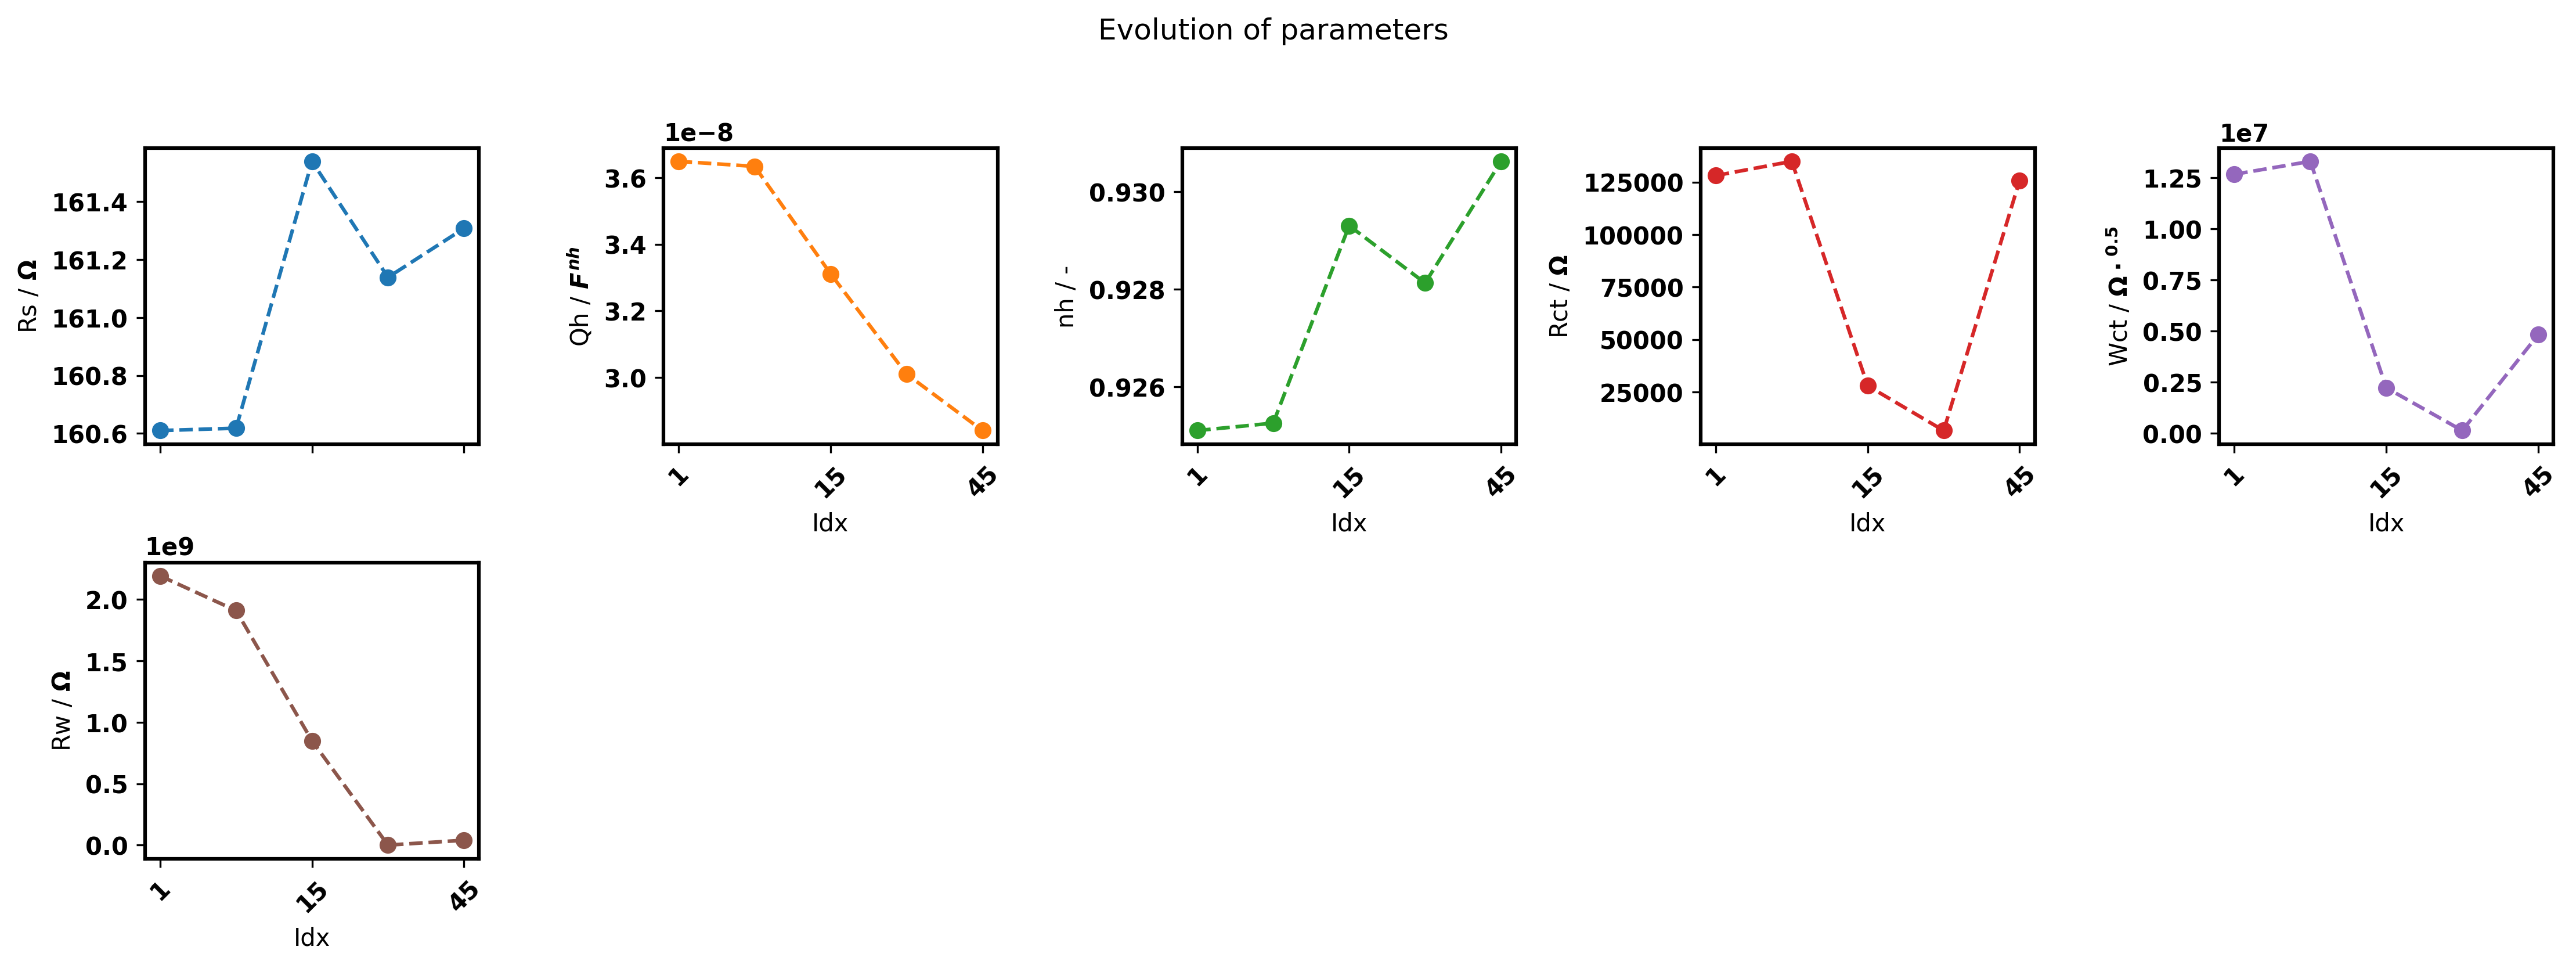 Evolution of parameters
Rs / Ω
161.4
161.2
161.0
160.8
160.6
1e−8
Qh / F^nh
3.6
3.4
3.2
3.0
1
15
45
Idx
nh / -
0.930
0.928
0.926
1
15
45
Idx
Rct / Ω
125000
100000
75000
50000
25000
1
15
45
Idx
1e7
Wct / Ω ⋅ ^0.5
1.25
1.00
0.75
0.50
0.25
0.00
1
15
45
Idx
1e9
Rw / Ω
2.0
1.5
1.0
0.5
0.0
1
15
45
Idx